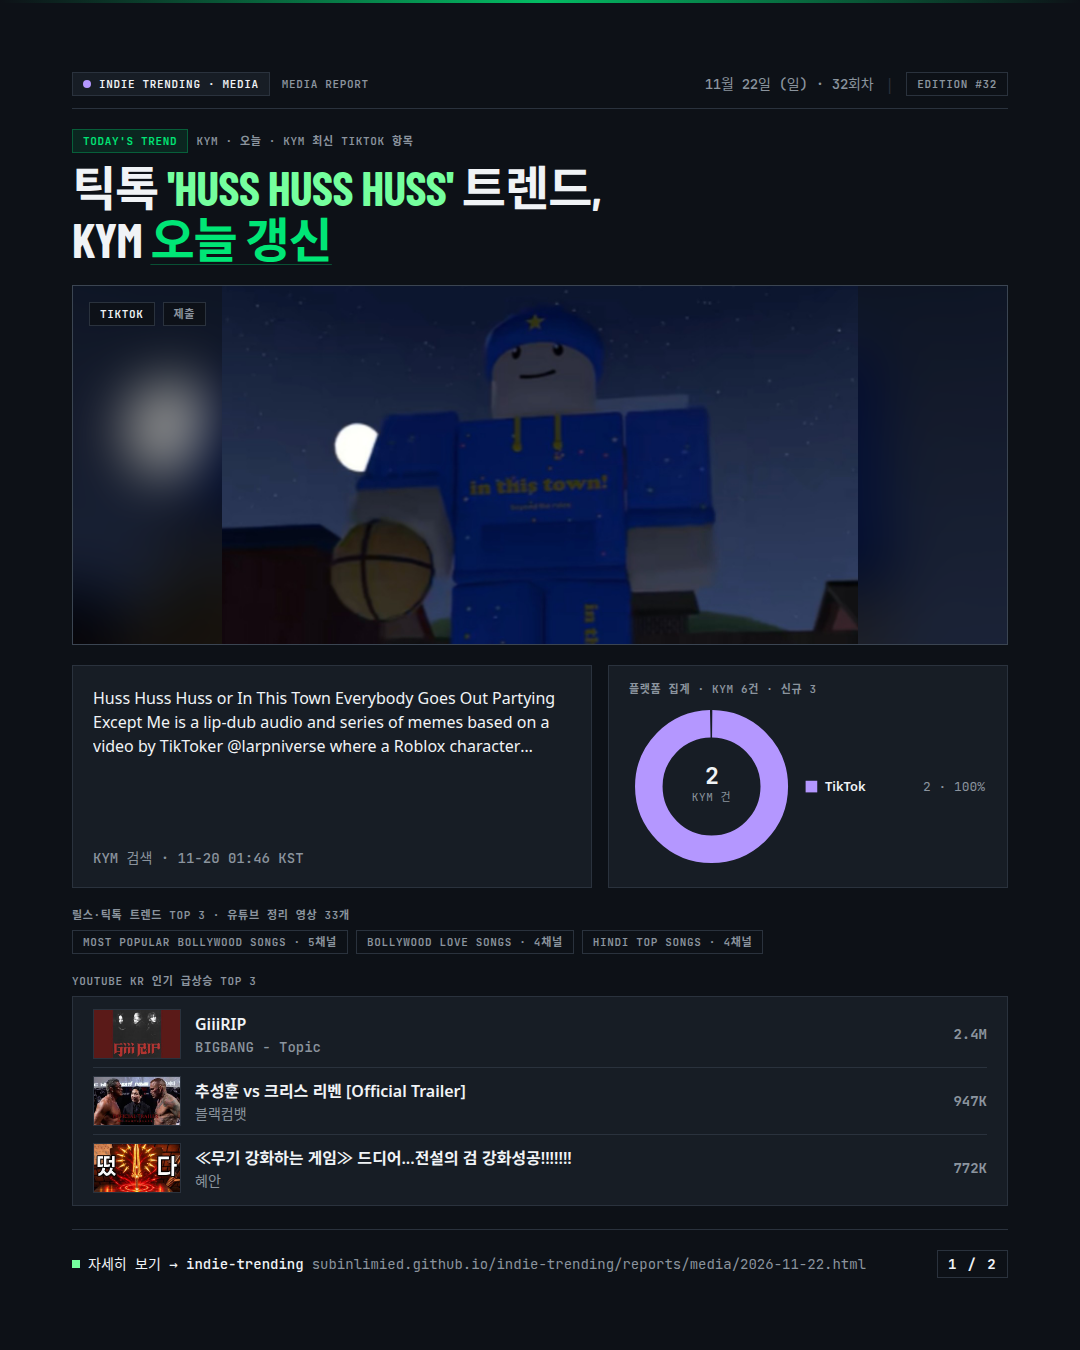 INDIE TRENDING · MEDIA MEDIA REPORT
11월 22일 (일) · 32회차 | EDITION #32
TODAY'S TREND KYM · 오늘 · KYM 최신 TIKTOK 항목
틱톡 'HUSS HUSS HUSS' 트렌드,
KYM 오늘 갱신
TIKTOK 제출
in this town!
in th
Huss Huss Huss or In This Town Everybody Goes Out Partying
Except Me is a lip-dub audio and series of memes based on a
video by TikToker @larpniverse where a Roblox character…
KYM 검색 · 11-20 01:46 KST
플랫폼 집계 · KYM 6건 · 신규 3
2
KYM 건
TikTok 2 · 100%
릴스·틱톡 트렌드 TOP 3 · 유튜브 정리 영상 33개
MOST POPULAR BOLLYWOOD SONGS · 5채널
BOLLYWOOD LOVE SONGS · 4채널
HINDI TOP SONGS · 4채널
YOUTUBE KR 인기 급상승 TOP 3
GiiiRIP
BIGBANG - Topic
2.4M
추성훈 vs 크리스 리벤 [Official Trailer]
블랙컴뱃
947K
떴 다
≪무기 강화하는 게임≫ 드디어...전설의 검 강화성공!!!!!!!
혜안
772K
자세히 보기 → indie-trending subinlimied.github.io/indie-trending/reports/media/2026-11-22.html
1 / 2